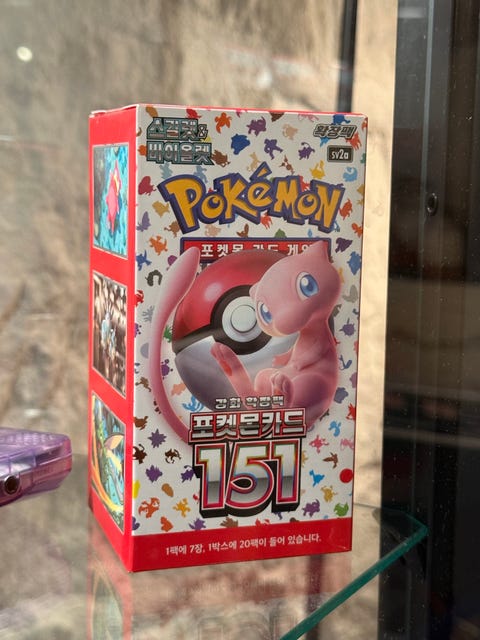 스칼렛&
바이올렛
확장팩
sv2a
POKéMON
포켓몬 카드 게임
강화 확장팩
포켓몬 카드
151
1팩에 7장, 1박스에 20팩이 들어 있습니다.